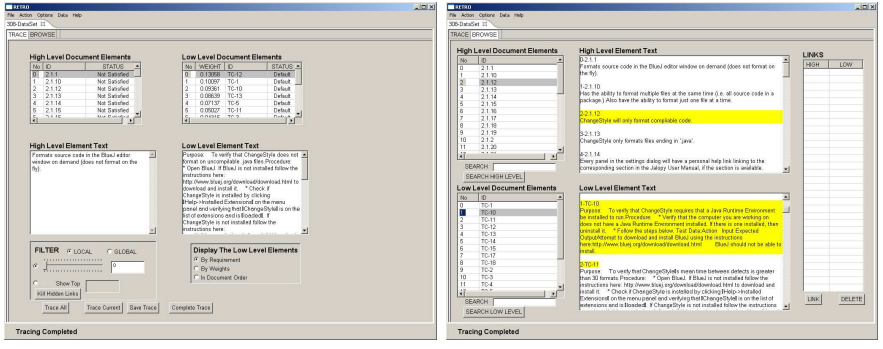 RETRO
File Action Options Data Help
308-DataSet
TRACE BROWSE
High Level Document Elements
No ID STATUS
0 2.1.1 Not Satisfied
1 2.1.10 Not Satisfied
2 2.1.12 Not Satisfied
3 2.1.13 Not Satisfied
4 2.1.14 Not Satisfied
5 2.1.15 Not Satisfied
Low Level Document Elements
No WEIGHT ID STATUS
0 0.13058 TC-12 Default
1 0.10097 TC-1 Default
2 0.09361 TC-10 Default
3 0.08639 TC-13 Default
4 0.07137 TC-5 Default
5 0.05027 TC-11 Default
High Level Element Text
Formats source code in the BlueJ editor
window on demand (does not format on
the fly).
Low Level Element Text
Purpose: To verify that ChangeStyle does not
format on uncompilable .java files.Procedure:
* Open BlueJ. If BlueJ is not installed follow the
instructions here:
http://www.bluej.org/download/download.html to
download and install it. * Check if
ChangeStyle is installed by clicking
Help->Installed Extensions on the menu
panel and verifying that ChangeStyle is on the
list of extensions and is loaded. If
ChangeStyle is not installed follow the
instructions here:
FILTER LOCAL GLOBAL
0
Show Top
Kill Hidden Links
Display The Low Level Elements
By Requirement
By Weights
In Document Order
Trace All Trace Current Save Trace Complete Trace
Tracing Completed
RETRO
File Action Options Data Help
308-DataSet
TRACE BROWSE
High Level Document Elements
No ID
0 2.1.1
1 2.1.10
2 2.1.12
3 2.1.13
4 2.1.14
5 2.1.15
6 2.1.16
7 2.1.17
8 2.1.18
9 2.1.19
10 2.1.2
11 2.1.20
SEARCH
SEARCH HIGH LEVEL
High Level Element Text
0-2.1.1
Formats source code in the BlueJ editor window on demand (does not format on
the fly).
1-2.1.10
Has the ability to format multiple files at the same time (i.e. all source code in a
package.) Also have the ability to format just one file at a time.
2-2.1.12
ChangeStyle will only format compliable code.
3-2.1.13
ChangeStyle only formats files ending in '.java'.
4-2.1.14
Every panel in the settings dialog will have a personal help link linking to the
corresponding section in the Jalopy User Manual, if the section is available.
LINKS
HIGH LOW
Low Level Document Elements
No ID
0 TC-1
1 TC-10
2 TC-11
3 TC-12
4 TC-13
5 TC-14
6 TC-15
7 TC-16
8 TC-18
9 TC-2
10 TC-3
11 TC-4
SEARCH
SEARCH LOW LEVEL
Low Level Element Text
1-TC-10
Purpose: To verify that ChangeStyle requires that a Java Runtime Environment
be installed to run.Procedure: * Verify that the computer you are working on
does not have a Java Runtime Environment installed. If there is one installed, then
uninstall it. * Follow the steps below. Test Data:Action Input Expected
OutputAttempt to download and install BlueJ using the instructions
here:http://www.bluej.org/download/download.html BlueJ should not be able to
install.
2-TC-11
Purpose: To verify that ChangeStyle's mean time between defects is greater
than 30 formats.Procedure: * Open BlueJ. If BlueJ is not installed follow the
instructions here: http://www.bluej.org/download/download.html to download and
install it. * Check if ChangeStyle is installed by clicking Help->Installed
Extensions on the menu panel and verifying that ChangeStyle is on the list of
extensions and is loaded. If ChangeStyle is not installed follow the instructions
LINK DELETE
Tracing Completed